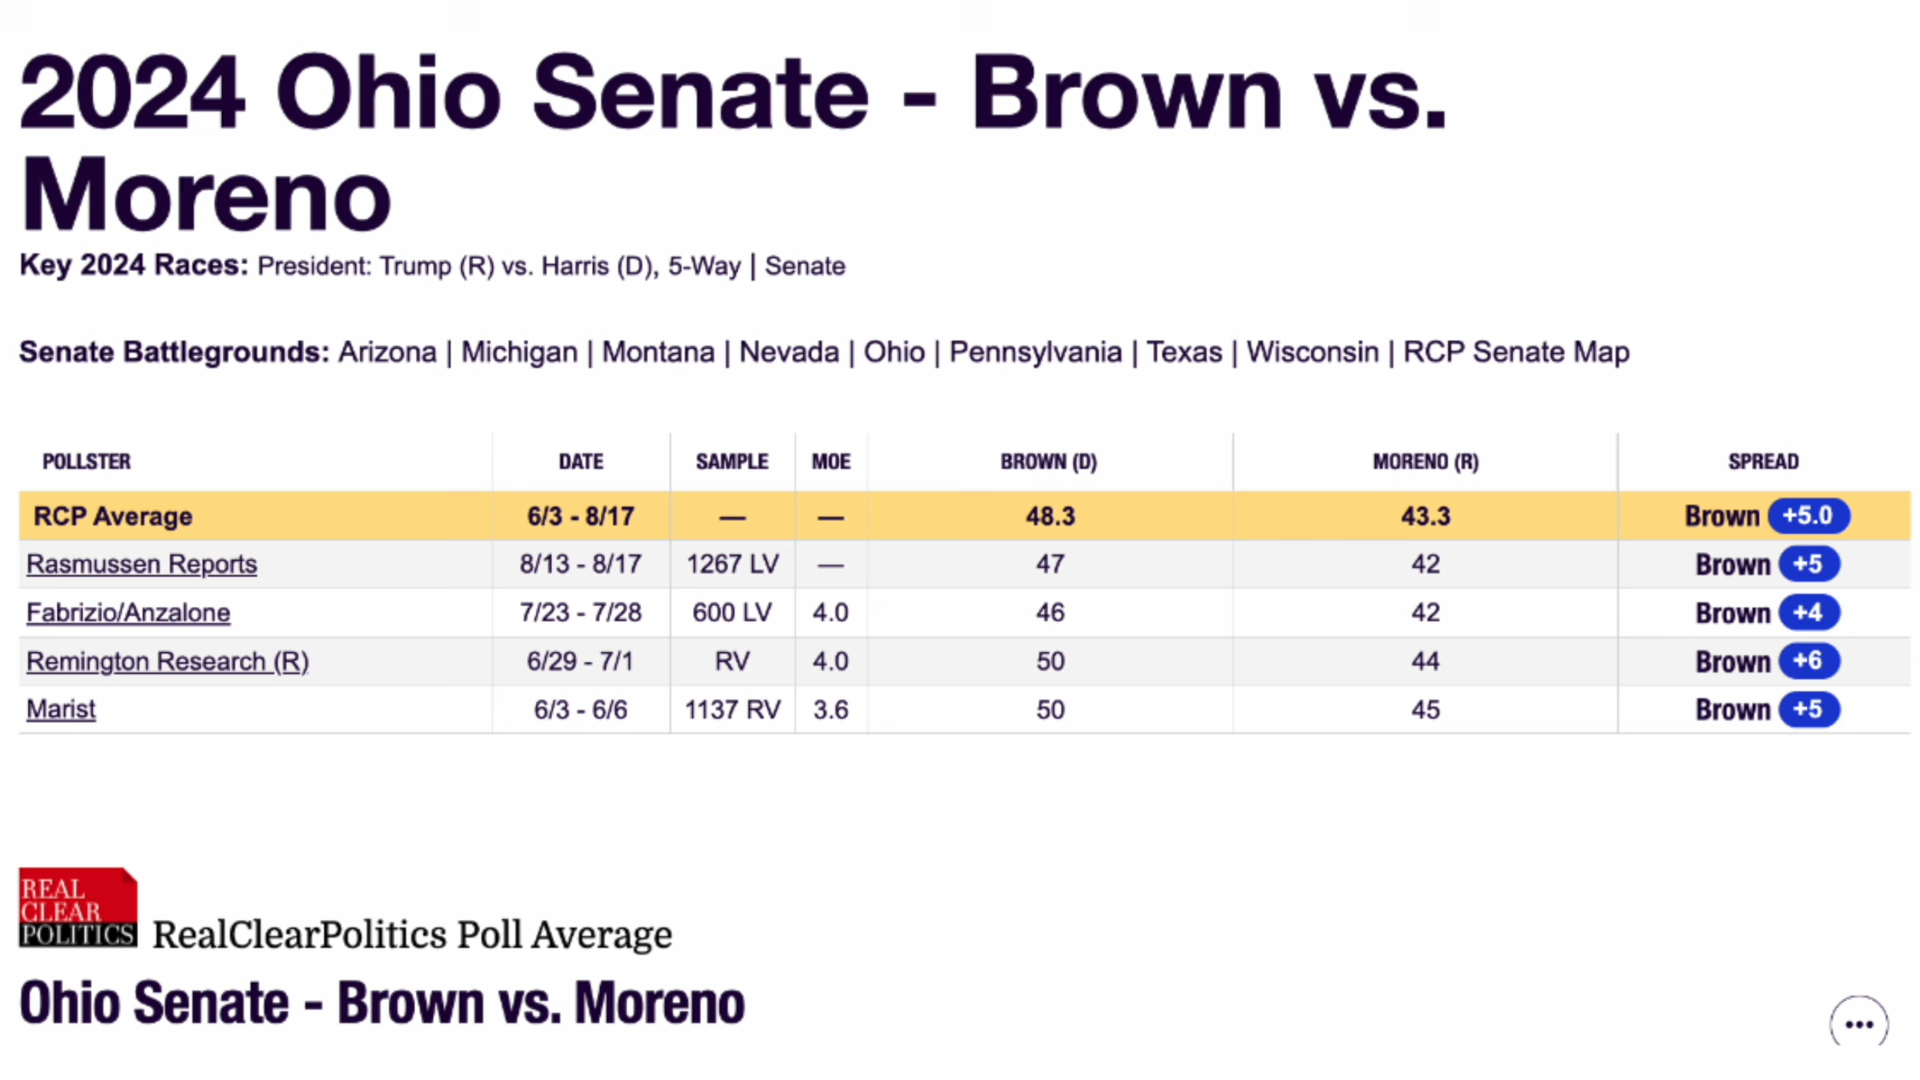 2024 Ohio Senate - Brown vs.
Moreno
Key 2024 Races: President: Trump (R) vs. Harris (D), 5-Way | Senate
Senate Battlegrounds: Arizona | Michigan | Montana | Nevada | Ohio | Pennsylvania | Texas | Wisconsin | RCP Senate Map
POLLSTER DATE SAMPLE MOE BROWN (D) MORENO (R) SPREAD
RCP Average 6/3 - 8/17 — — 48.3 43.3 Brown +5.0
Rasmussen Reports 8/13 - 8/17 1267 LV — 47 42 Brown +5
Fabrizio/Anzalone 7/23 - 7/28 600 LV 4.0 46 42 Brown +4
Remington Research (R) 6/29 - 7/1 RV 4.0 50 44 Brown +6
Marist 6/3 - 6/6 1137 RV 3.6 50 45 Brown +5
REAL
CLEAR
POLITICS
RealClearPolitics Poll Average
Ohio Senate - Brown vs. Moreno